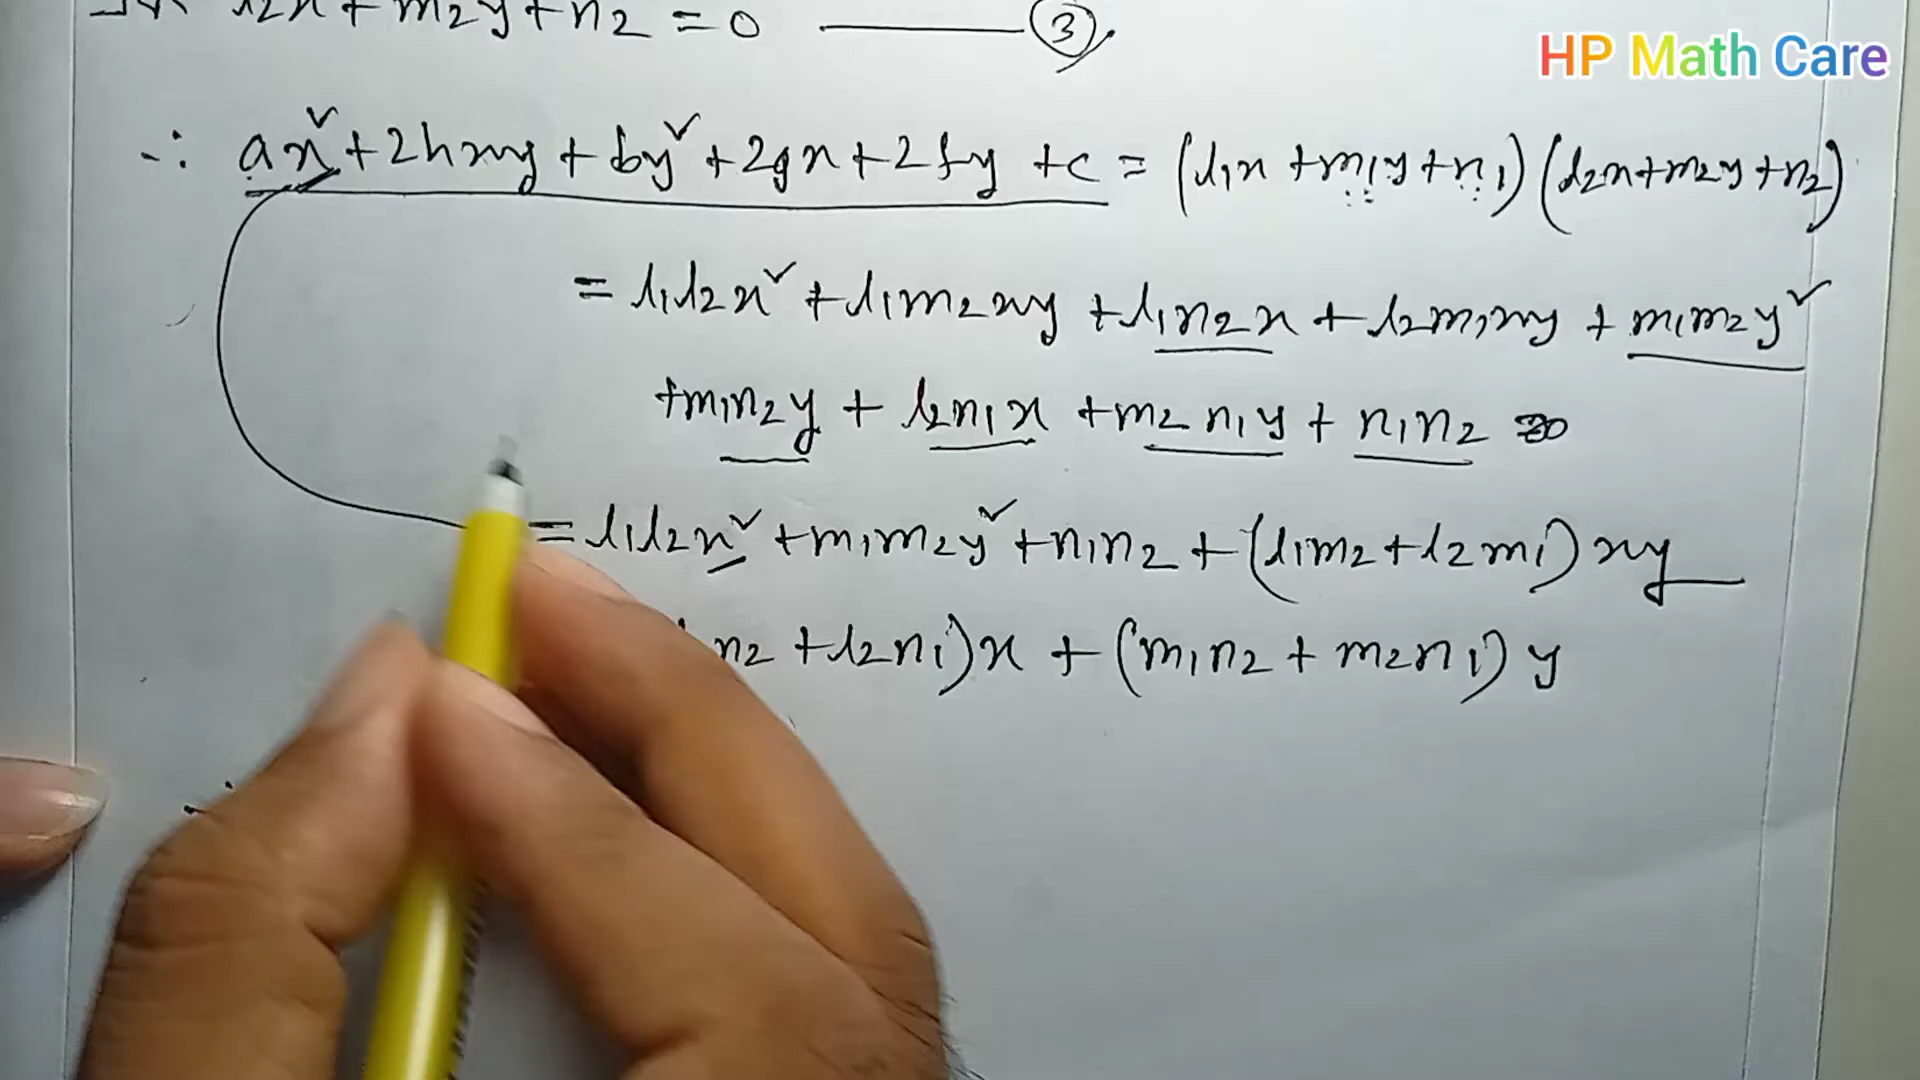 l₂x + m₂y + n₂ = 0 ——— ③
HP Math Care
∴ ax² + 2hxy + by² + 2gx + 2fy + c = (l₁x + m₁y + n₁)(l₂x + m₂y + n₂)
= l₁l₂x² + l₁m₂xy + l₁n₂x + l₂m₁xy + m₁m₂y²
+ m₁n₂y + l₂n₁x + m₂n₁y + n₁n₂
= l₁l₂x² + m₁m₂y² + n₁n₂ + (l₁m₂ + l₂m₁)xy
n₂ + l₂n₁)x + (m₁n₂ + m₂n₁)y